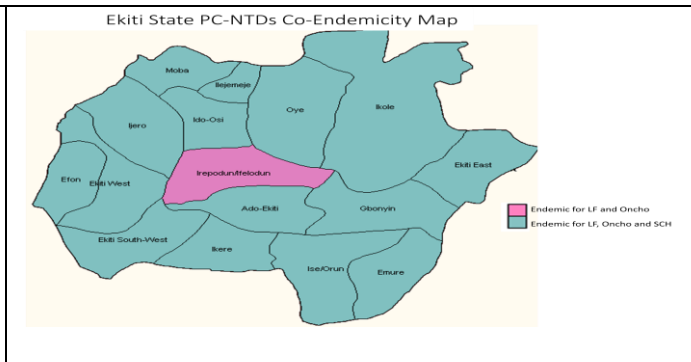 Ekiti State PC-NTDs Co-Endemicity Map
Moba
Ilejemeje
Oye
Ikole
Ido-Osi
Ijero
Ekiti East
Irepodun/Ifelodun
Efon
Ekiti West
Ado-Ekiti
Gbonyin
Endemic for LF and Oncho
Endemic for LF, Oncho and SCH
Ekiti South-West
Ikere
Ise/Orun
Emure